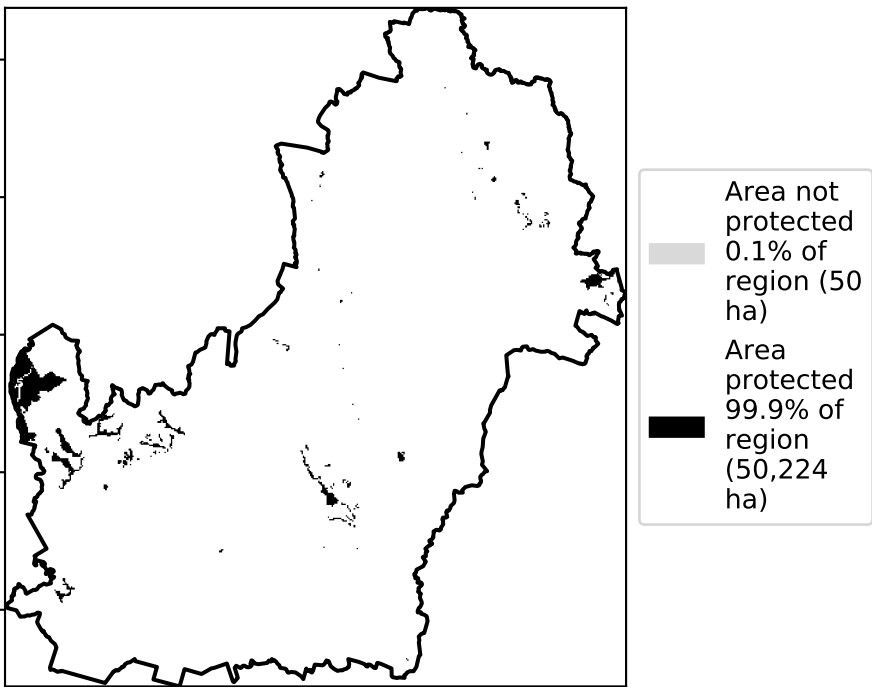 Area not
protected
0.1% of
region (50
ha)
Area
protected
99.9% of
region
(50,224
ha)